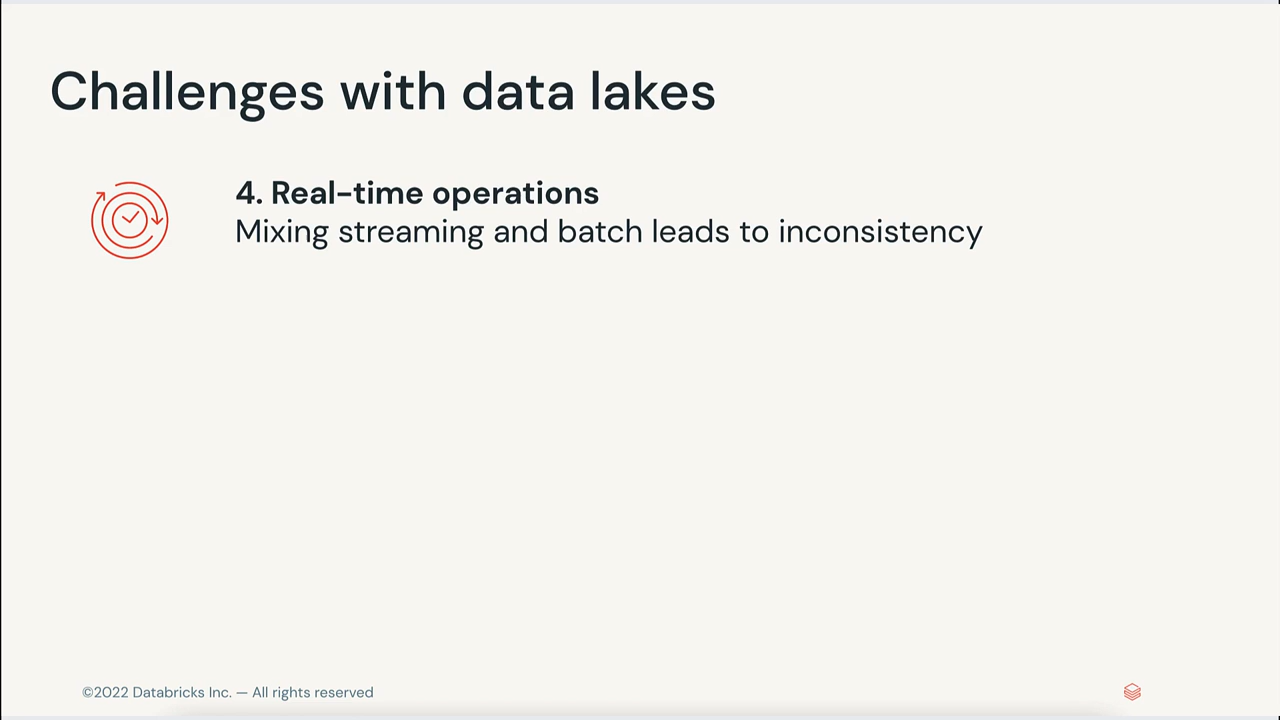 Challenges with data lakes
4. Real-time operations
Mixing streaming and batch leads to inconsistency
©2022 Databricks Inc. — All rights reserved